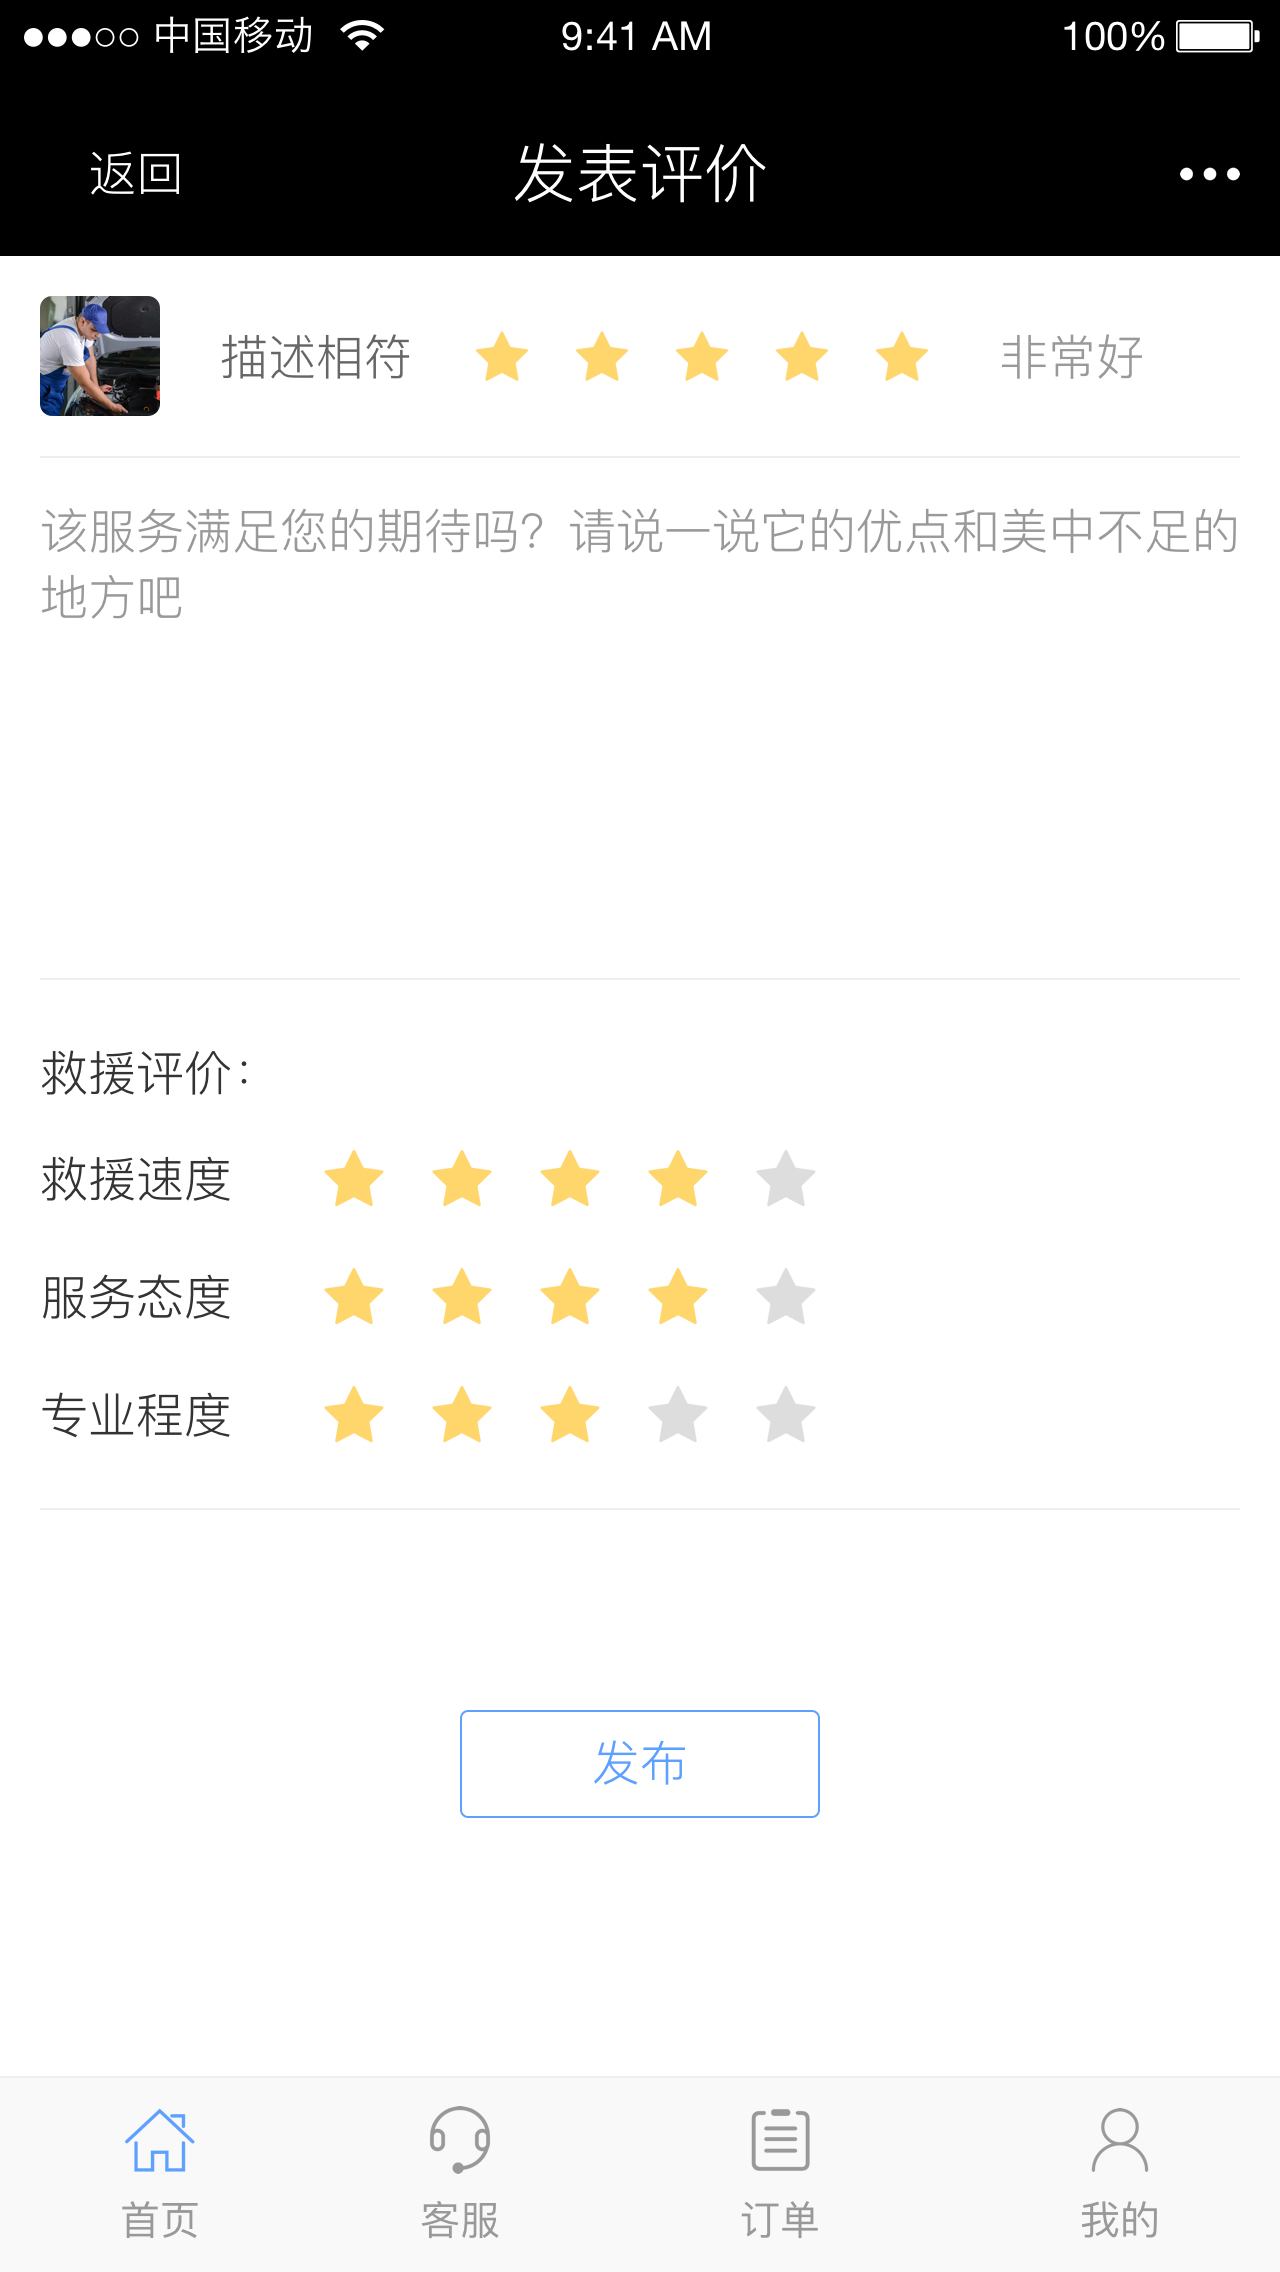 中国移动 9:41 AM 100%
返回 发表评价
描述相符 非常好
该服务满足您的期待吗？请说一说它的优点和美中不足的
地方吧
救援评价：
救援速度
服务态度
专业程度
发布
首页 客服 订单 我的